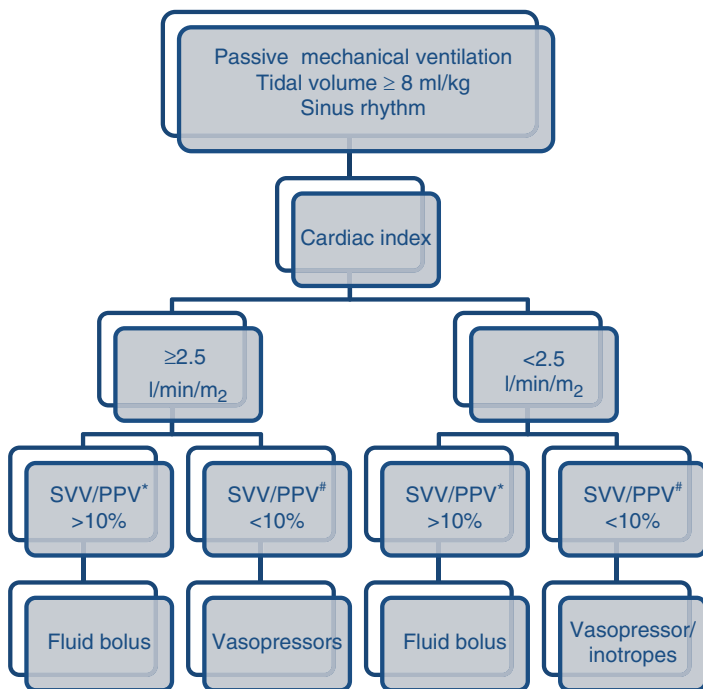 Passive mechanical ventilation
Tidal volume ≥ 8 ml/kg
Sinus rhythm
Cardiac index
≥2.5
l/min/m₂
<2.5
l/min/m₂
SVV/PPV*
>10%
SVV/PPV#
<10%
SVV/PPV*
>10%
SVV/PPV#
<10%
Fluid bolus
Vasopressors
Fluid bolus
Vasopressor/
inotropes